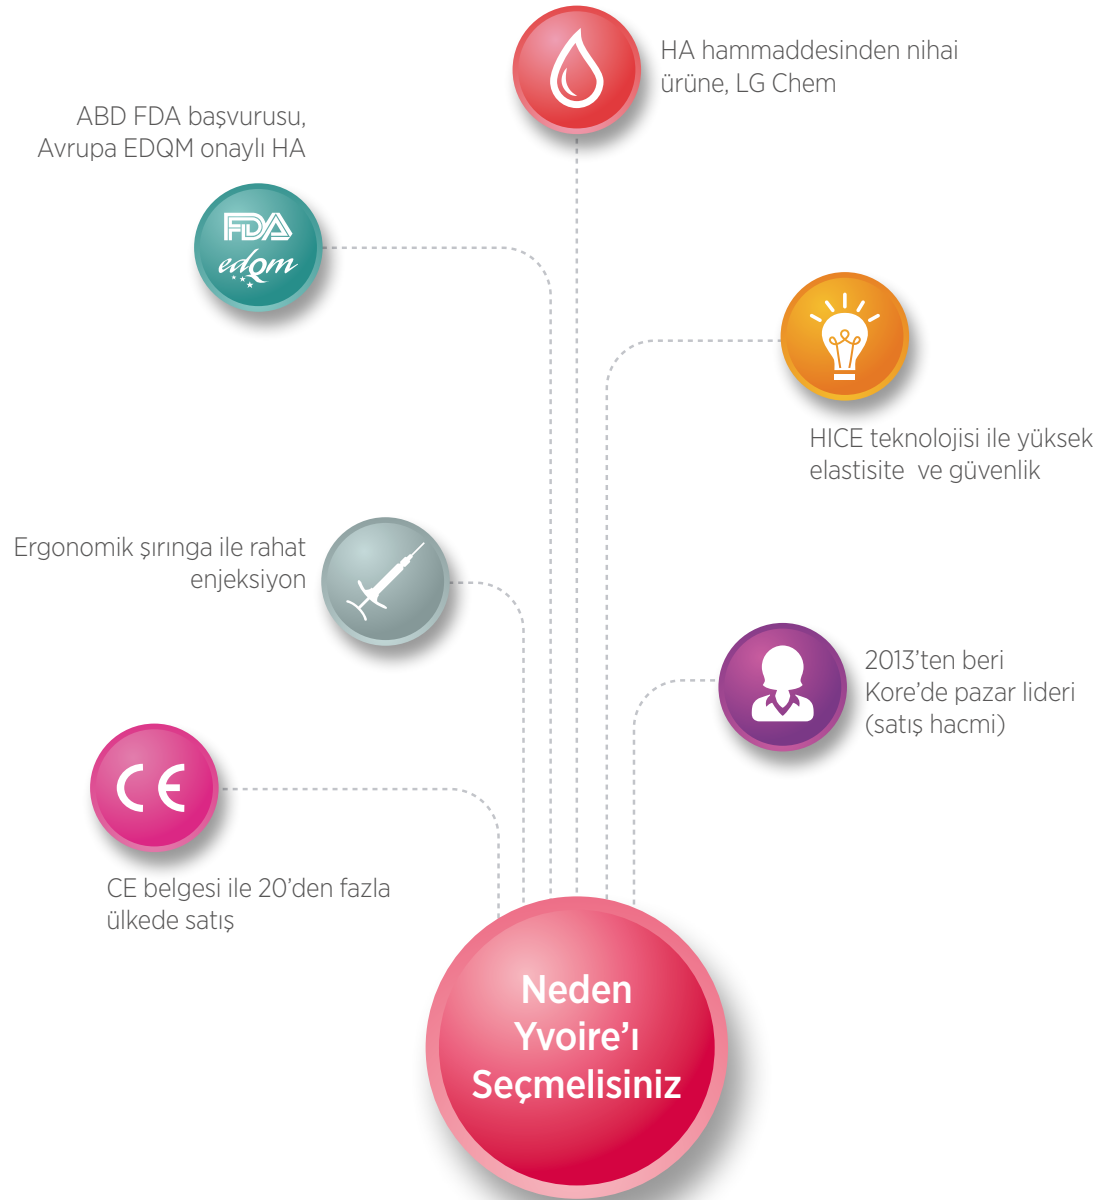 HA hammaddesinden nihai
ürüne, LG Chem
ABD FDA başvurusu,
Avrupa EDQM onaylı HA
FDA
edQm
HICE teknolojisi ile yüksek
elastisite ve güvenlik
Ergonomik şırınga ile rahat
enjeksiyon
2013’ten beri
Kore’de pazar lideri
(satış hacmi)
CE
CE belgesi ile 20’den fazla
ülkede satış
Neden
Yvoire’ı
Seçmelisiniz